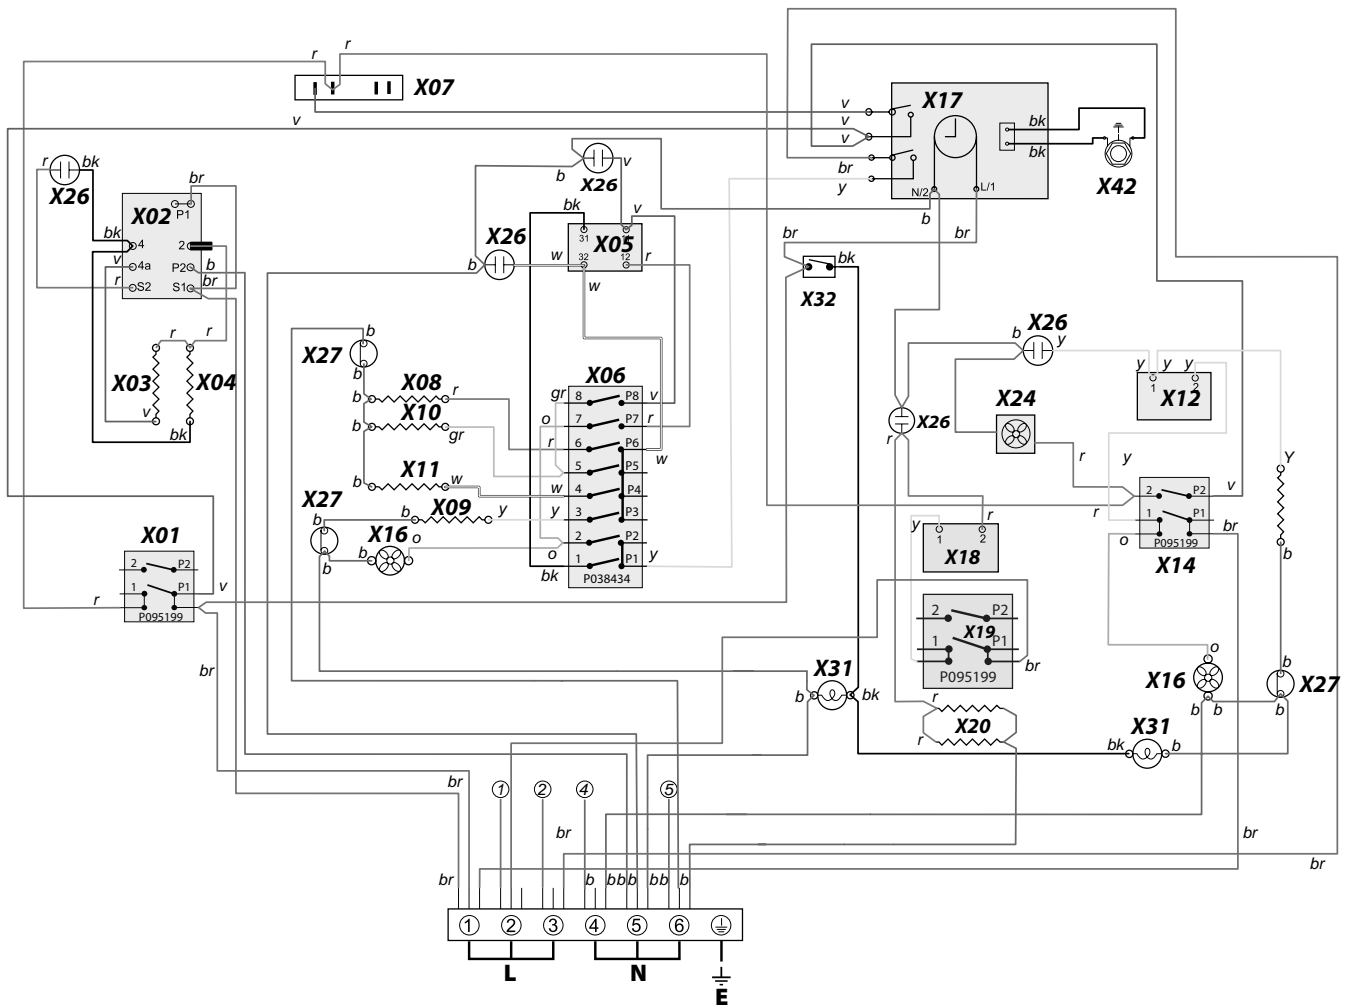 r
r
X07
v
v
v
v
br
y
X17
N/2
L/1
bk
bk
X42
r
bk
X26
br
P1
X02
bk
4
2
v
4a
P2
b
r
S2
S1
br
r
r
X03
X04
v
bk
b
v
X26
bk
v
X26
b
w
31
11
X05
32
12
r
w
b
br
br
bk
X32
X27
b
b
b
X08
r
X10
b
gr
b
X11
w
X27
X09
b
b
y
X16
o
b
b
X06
gr
8
P8
v
o
7
P7
r
r
6
P6
w
5
P5
w
4
P4
y
3
P3
2
P2
o
1
P1
y
bk
P038434
b
X26
y
X24
r
X26
r
y
y
y
1
2
X12
y
Y
b
2
P2
v
r
1
P1
br
o
P095199
X14
y
r
1
2
X18
2
P2
X19
1
P1
br
P095199
X01
2
P2
1
P1
v
r
P095199
br
X31
b
bk
r
X20
r
o
X16
b
b
b
X27
b
X31
bk
b
br
1
2
4
5
br
br
br
br
b
bb
b
bb
b
1
2
3
4
5
6
L
N
E